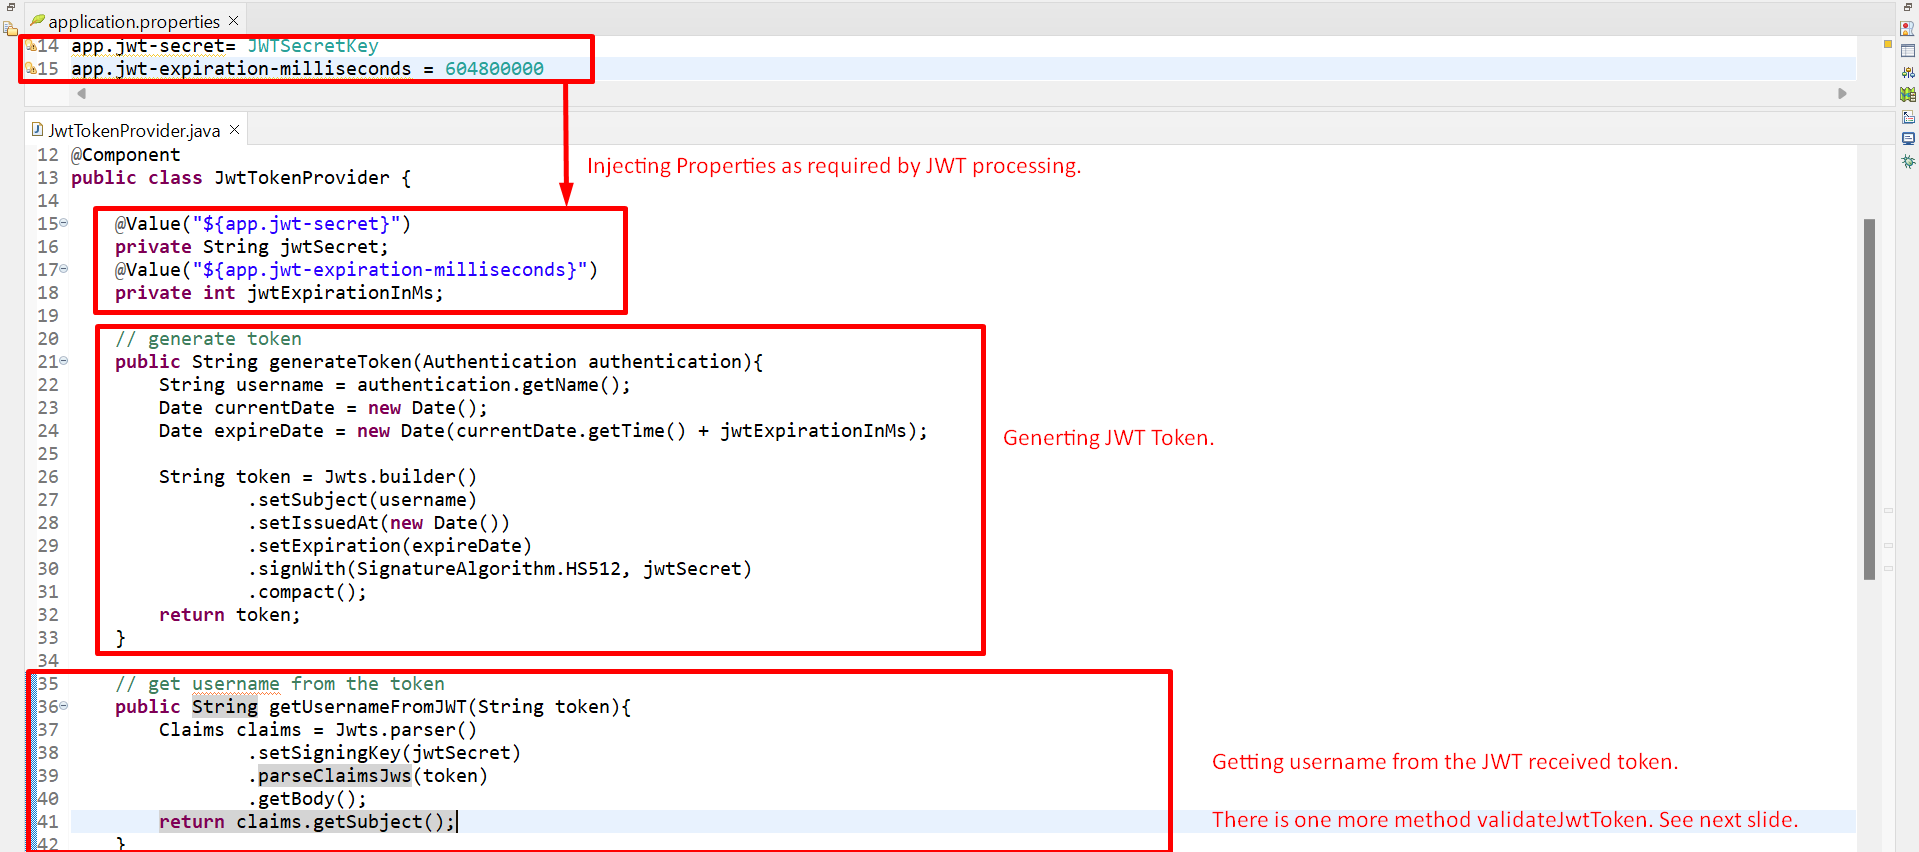 application.properties
14 app.jwt-secret= JWTSecretKey
15 app.jwt-expiration-milliseconds = 604800000
JwtTokenProvider.java
12 @Component
13 public class JwtTokenProvider {
Injecting Properties as required by JWT processing.
14
15 @Value("${app.jwt-secret}")
16 private String jwtSecret;
17 @Value("${app.jwt-expiration-milliseconds}")
18 private int jwtExpirationInMs;
19
20 // generate token
21 public String generateToken(Authentication authentication){
22 String username = authentication.getName();
23 Date currentDate = new Date();
24 Date expireDate = new Date(currentDate.getTime() + jwtExpirationInMs);
Generting JWT Token.
25
26 String token = Jwts.builder()
27 .setSubject(username)
28 .setIssuedAt(new Date())
29 .setExpiration(expireDate)
30 .signWith(SignatureAlgorithm.HS512, jwtSecret)
31 .compact();
32 return token;
33 }
34
35 // get username from the token
36 public String getUsernameFromJWT(String token){
37 Claims claims = Jwts.parser()
38 .setSigningKey(jwtSecret)
Getting username from the JWT received token.
39 .parseClaimsJws(token)
40 .getBody();
41 return claims.getSubject();
There is one more method validateJwtToken. See next slide.
42 }